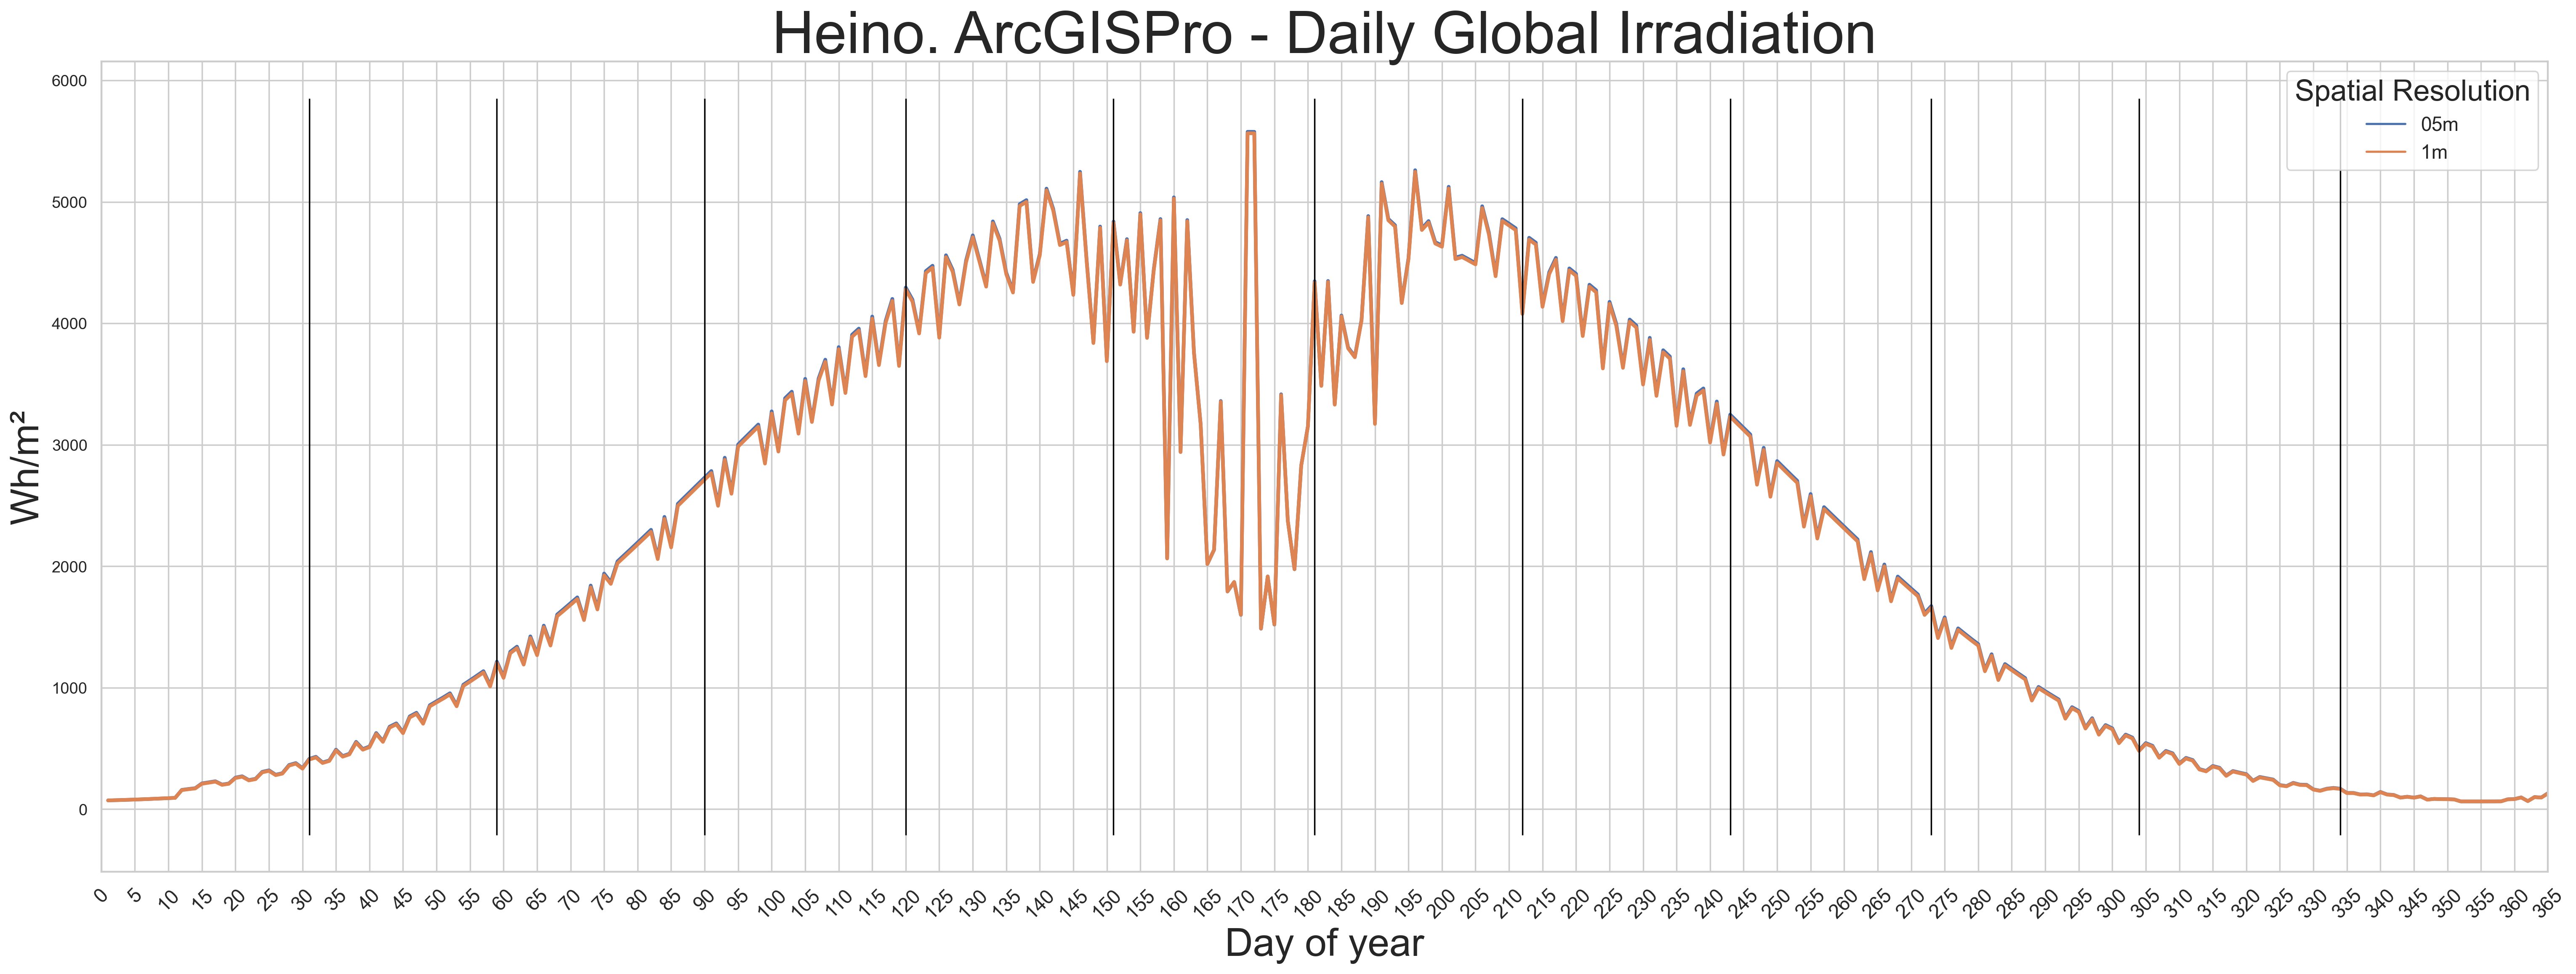 Heino. ArcGISPro - Daily Global Irradiation
Spatial Resolution
05m
1m
6000
5000
4000
3000
2000
1000
0
Wh/m²
0 5 10 15 20 25 30 35 40 45 50 55 60 65 70 75 80 85 90 95 100 105 110 115 120 125 130 135 140 145 150 155 160 165 170 175 180 185 190 195 200 205 210 215 220 225 230 235 240 245 250 255 260 265 270 275 280 285 290 295 300 305 310 315 320 325 330 335 340 345 350 355 360 365
Day of year